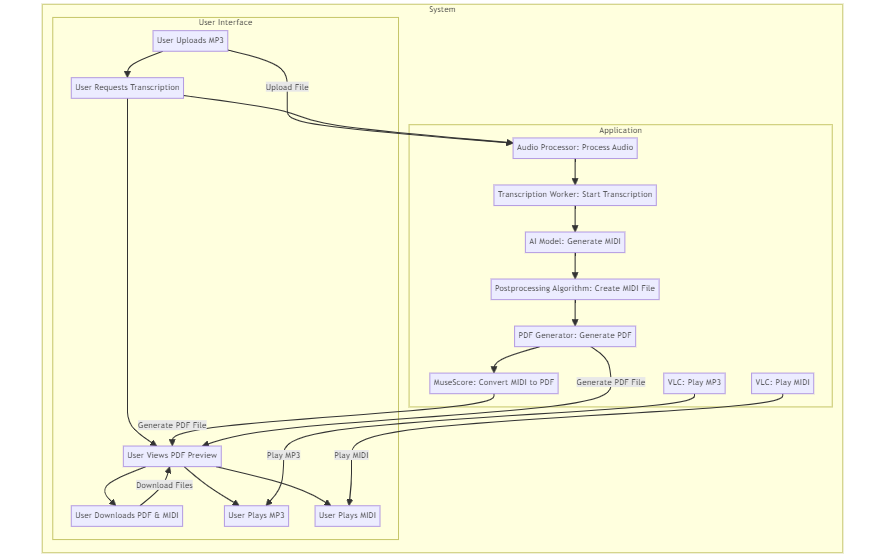 System
User Interface
User Uploads MP3
User Requests Transcription
Upload File
Application
Audio Processor: Process Audio
Transcription Worker: Start Transcription
AI Model: Generate MIDI
Postprocessing Algorithm: Create MIDI File
PDF Generator: Generate PDF
MuseScore: Convert MIDI to PDF
Generate PDF File
VLC: Play MP3
VLC: Play MIDI
Generate PDF File
User Views PDF Preview
Play MP3
Play MIDI
Download Files
User Downloads PDF & MIDI
User Plays MP3
User Plays MIDI